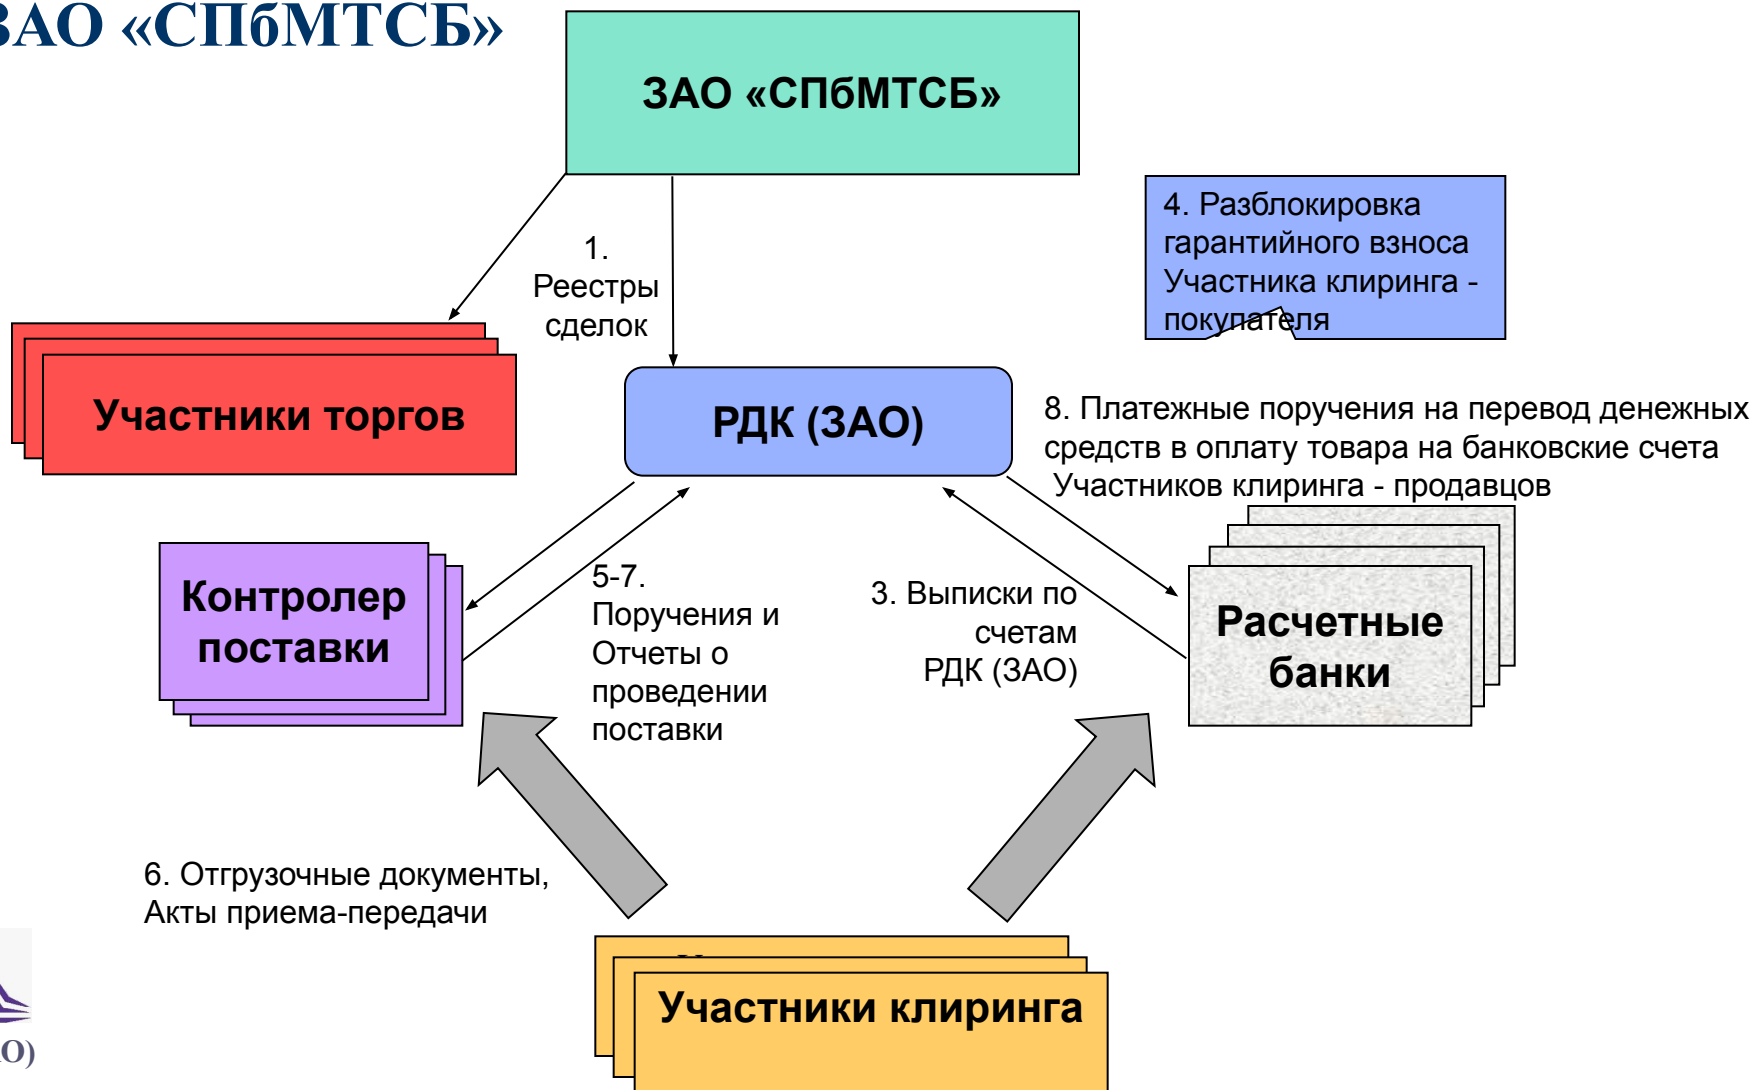 ЗАО «СПбМТСБ»
ЗАО «СПбМТСБ»
4. Разблокировка
гарантийного взноса
Участника клиринга -
покупателя
1.
Реестры
сделок
Участники торгов
РДК (ЗАО)
8. Платежные поручения на перевод денежных
средств в оплату товара на банковские счета
Участников клиринга - продавцов
Контролер
поставки
5-7.
Поручения и
Отчеты о
проведении
поставки
3. Выписки по
счетам
РДК (ЗАО)
Расчетные
банки
6. Отгрузочные документы,
Акты приема-передачи
Участники клиринга